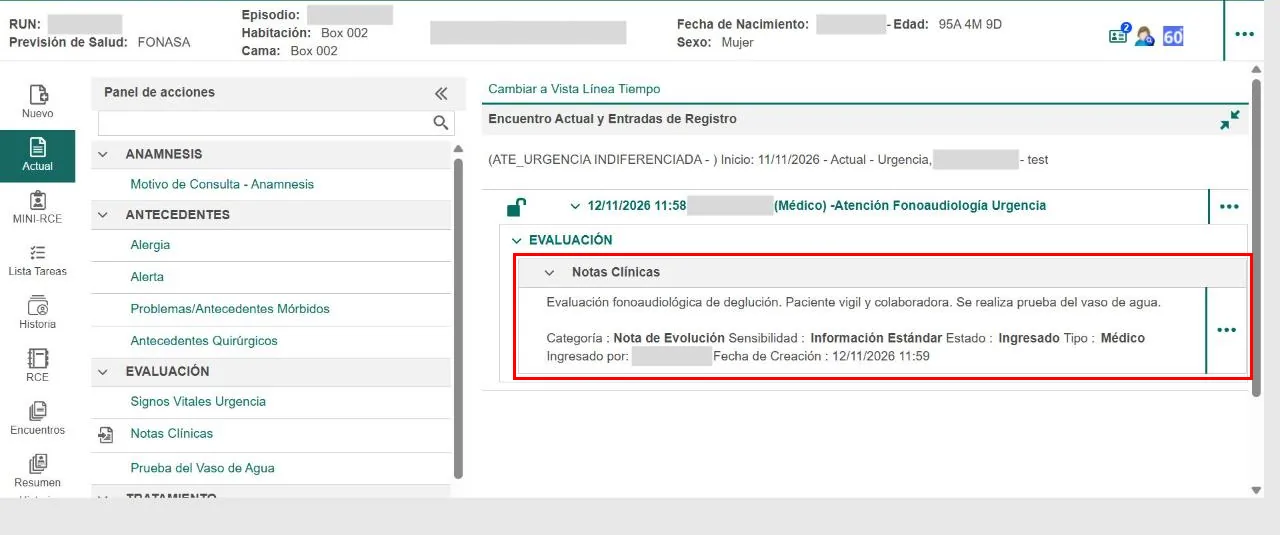 RUN:
Previsión de Salud: FONASA
Episodio:
Habitación: Box 002
Cama: Box 002
Fecha de Nacimiento: - Edad: 95A 4M 9D
Sexo: Mujer
2
60
Nuevo
Actual
MINI-RCE
Lista Tareas
Historia
RCE
Encuentros
Resumen
Panel de acciones
ANAMNESIS
Motivo de Consulta - Anamnesis
ANTECEDENTES
Alergia
Alerta
Problemas/Antecedentes Mórbidos
Antecedentes Quirúrgicos
EVALUACIÓN
Signos Vitales Urgencia
Notas Clínicas
Prueba del Vaso de Agua
TRATAMIENTO
Cambiar a Vista Línea Tiempo
Encuentro Actual y Entradas de Registro
(ATE_URGENCIA INDIFERENCIADA - ) Inicio: 11/11/2026 - Actual - Urgencia, - test
12/11/2026 11:58 (Médico) -Atención Fonoaudiología Urgencia
EVALUACIÓN
Notas Clínicas
Evaluación fonoaudiológica de deglución. Paciente vigil y colaboradora. Se realiza prueba del vaso de agua.
Categoría : Nota de Evolución Sensibilidad : Información Estándar Estado : Ingresado Tipo : Médico
Ingresado por: Fecha de Creación : 12/11/2026 11:59